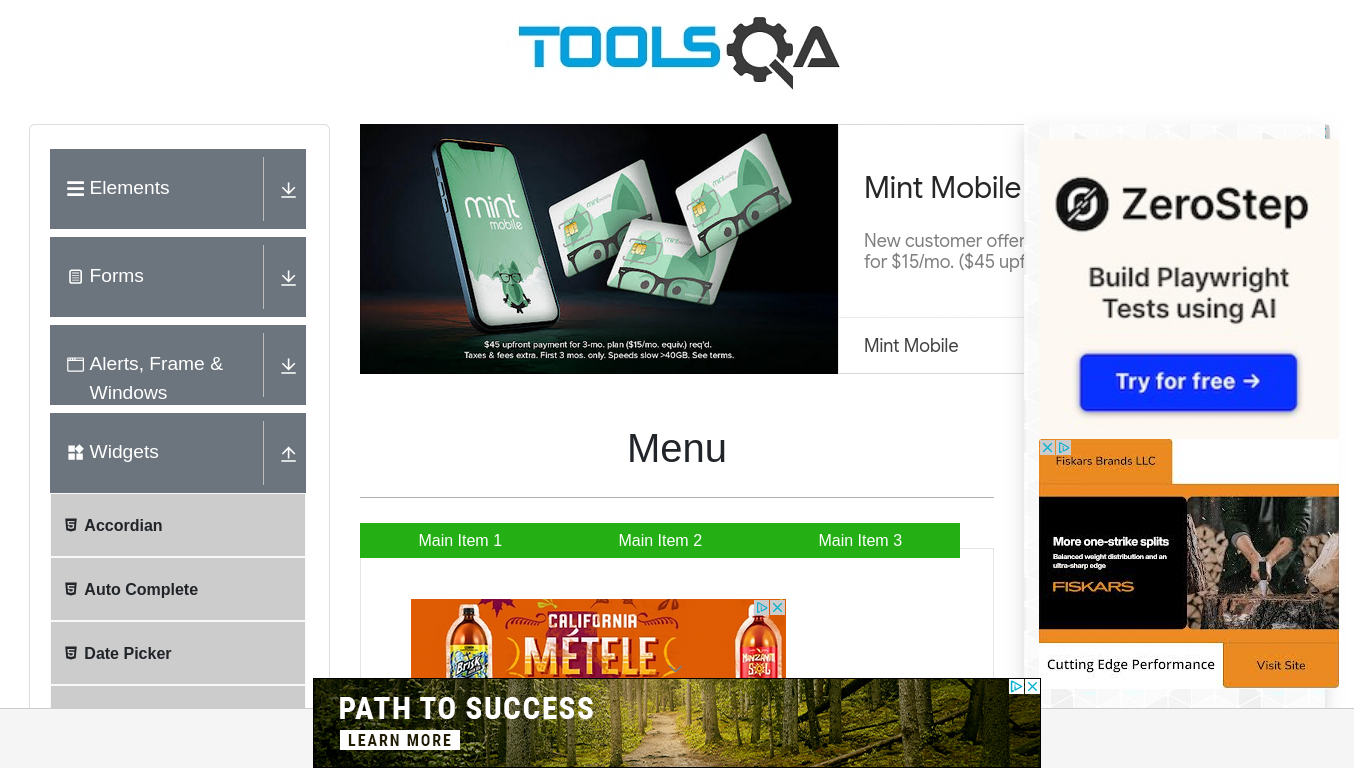 TOOLSQA
Elements
Forms
Alerts, Frame &
Windows
Widgets
Accordian
Auto Complete
Date Picker
mint
mobile
$45 upfront payment for 3-mo. plan ($15/mo. equiv.) req'd.
Taxes & fees extra. First 3 mos. only. Speeds slow >40GB. See terms.
Mint Mobile
New customer offer
for $15/mo. ($45 upf
Mint Mobile
Menu
Main Item 1
Main Item 2
Main Item 3
CALIFORNIA
MÉTELE
Brisk
MANZANITA
SOL
ZeroStep
Build Playwright
Tests using AI
Try for free →
Fiskars Brands LLC
More one-strike splits
Balanced weight distribution and an
ultra-sharp edge
FISKARS
Cutting Edge Performance
Visit Site
PATH TO SUCCESS
LEARN MORE